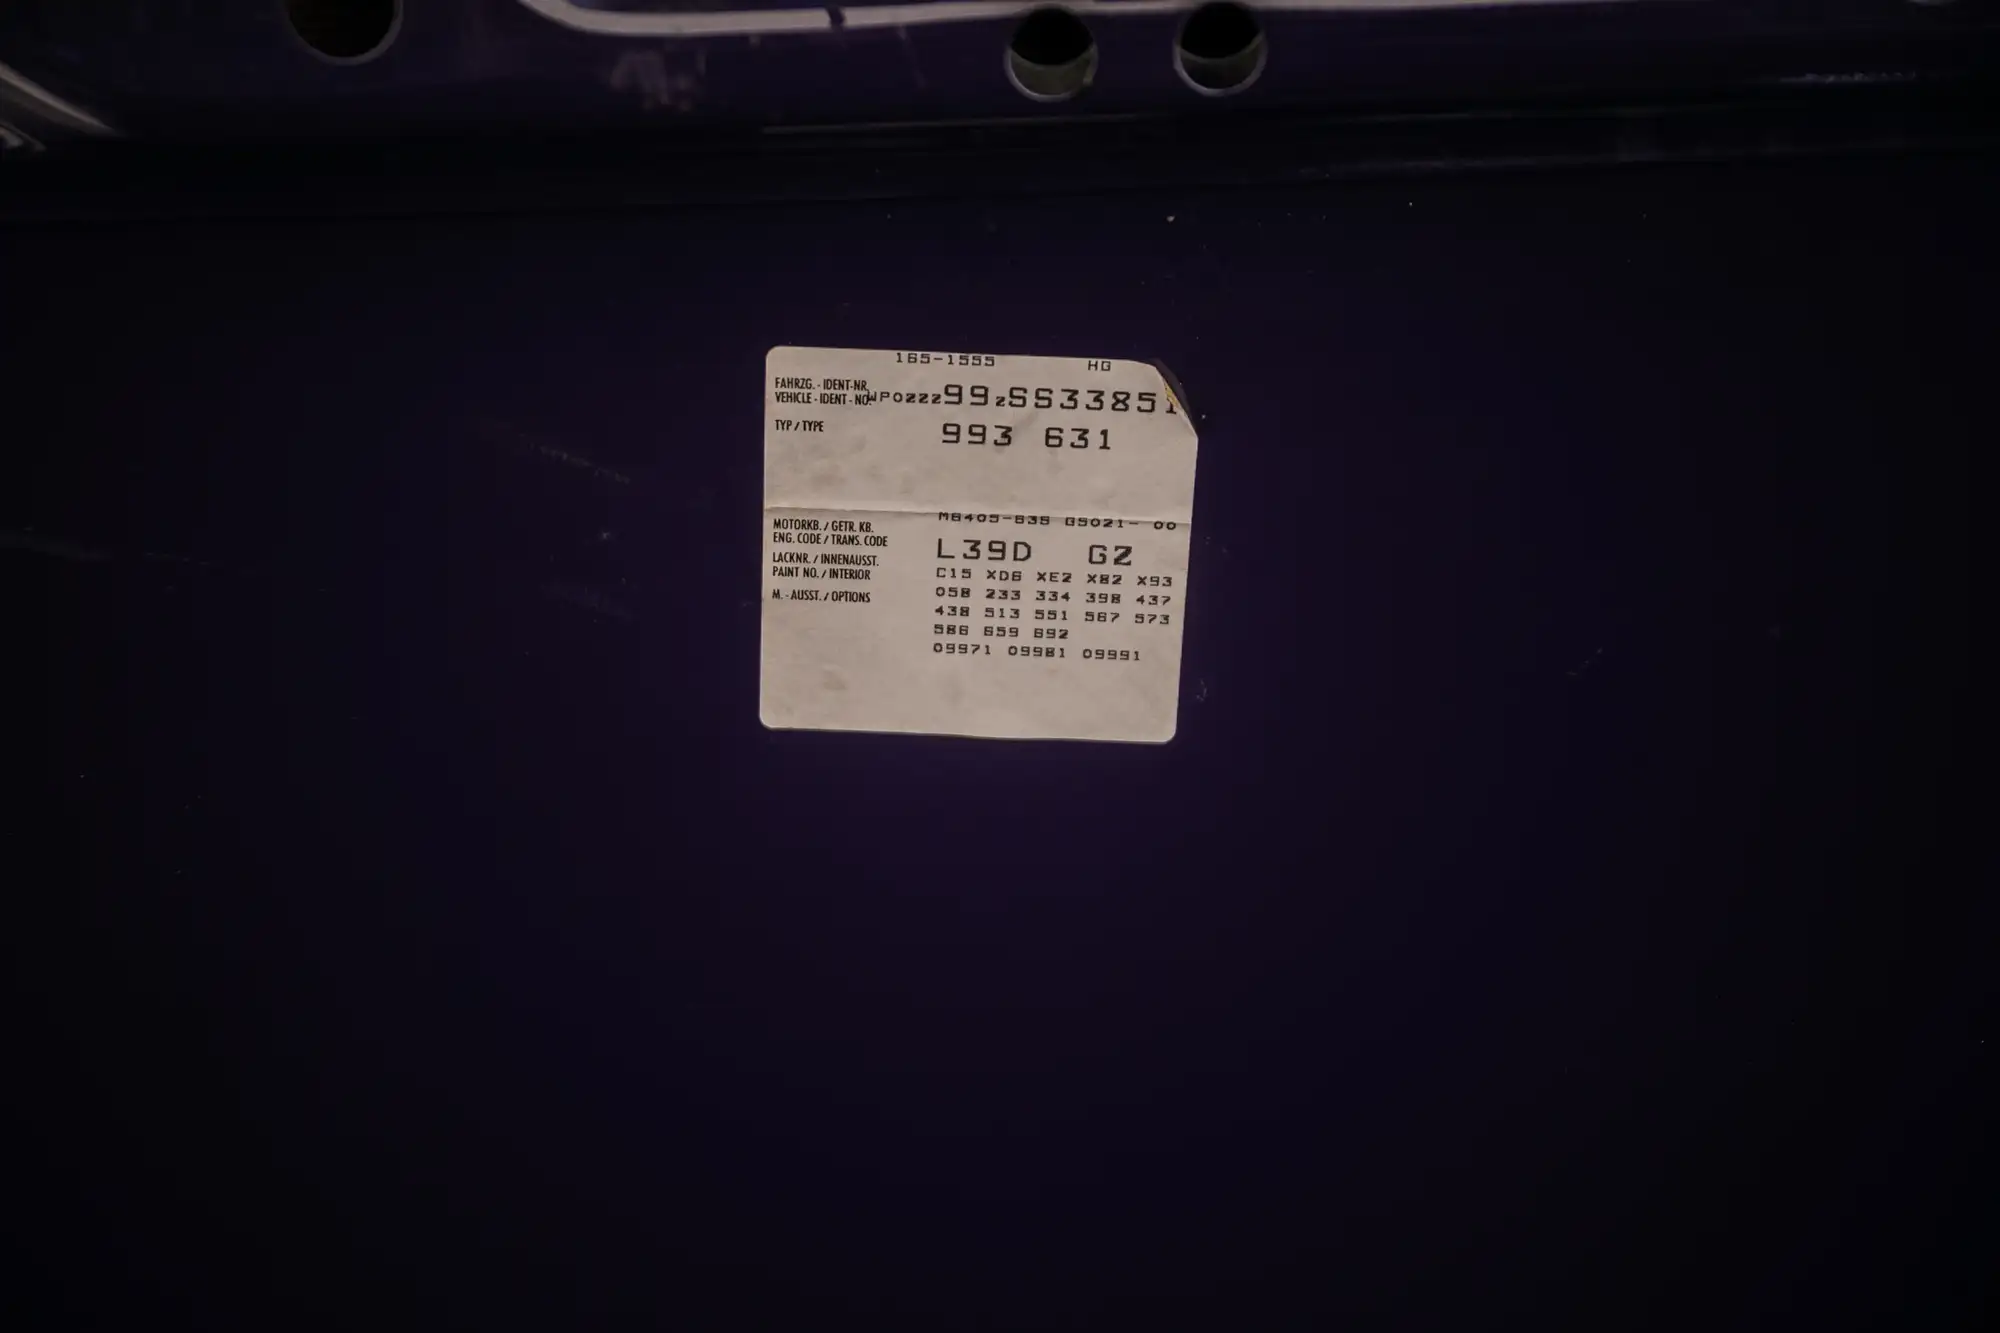 165-1555 HG
FAHRZG. - IDENT-NR.
VEHICLE - IDENT - NO. WP0ZZZ99ZSS33851
TYP / TYPE 993 631
M6405-63S G5021- 00
MOTORKB. / GETR. KB.
ENG. CODE / TRANS. CODE L39D GZ
LACKNR. / INNENAUSST.
PAINT NO. / INTERIOR C15 XD6 XE2 X82 X93
M. - AUSST. / OPTIONS 058 233 334 398 437
438 513 551 567 573
586 659 692
09971 09981 09991